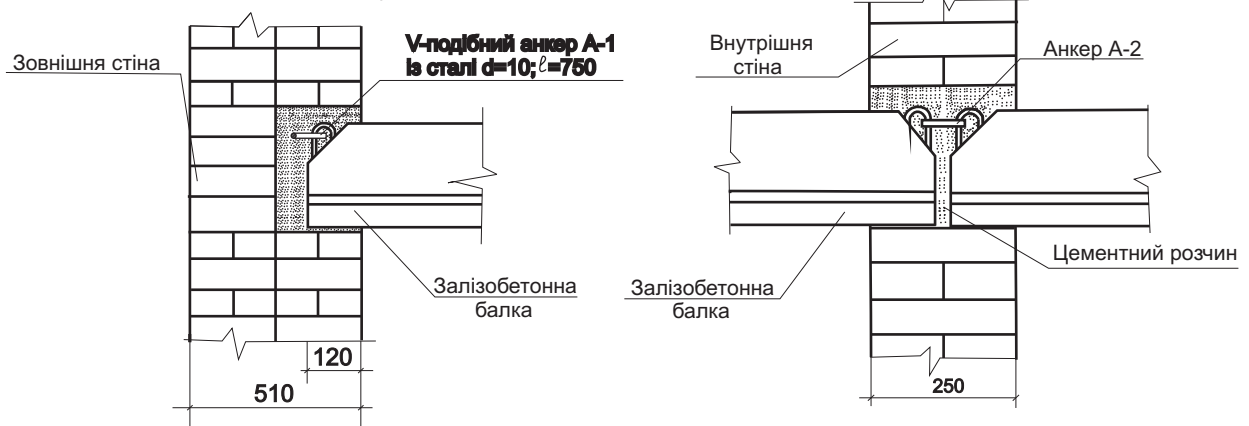 Зовнішня стіна
V-подібний анкер А-1
із сталі d=10; ℓ=750
Залізобетонна
балка
120
510
Внутрішня
стіна
Анкер А-2
Залізобетонна
балка
Цементний розчин
250